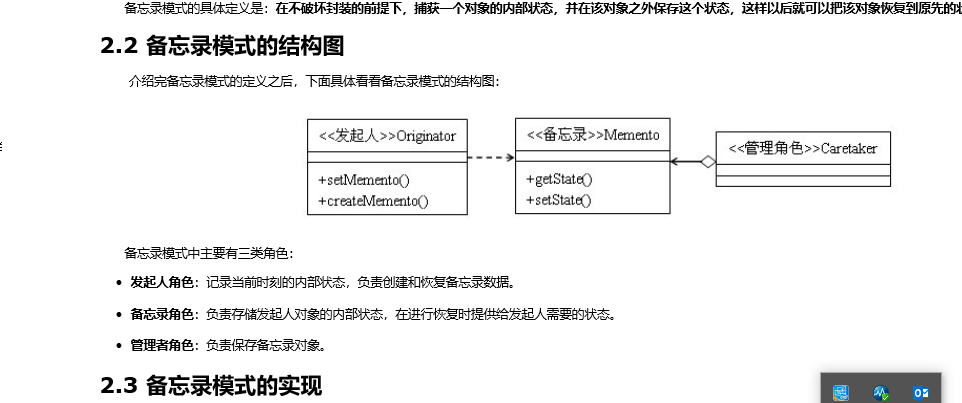 备忘录模式的具体定义是：在不破坏封装的前提下，捕获一个对象的内部状态，并在该对象之外保存这个状态，这样以后就可以把该对象恢复到原先的
2.2 备忘录模式的结构图
介绍完备忘录模式的定义之后，下面具体看看备忘录模式的结构图：
<<发起人>>Originator
+setMemento()
+createMemento()
<<备忘录>>Memento
+getState()
+setState()
<<管理角色>>Caretaker
备忘录模式中主要有三类角色：
• 发起人角色：记录当前时刻的内部状态，负责创建和恢复备忘录数据。
• 备忘录角色：负责存储发起人对象的内部状态，在进行恢复时提供给发起人需要的状态。
• 管理者角色：负责保存备忘录对象。
2.3 备忘录模式的实现